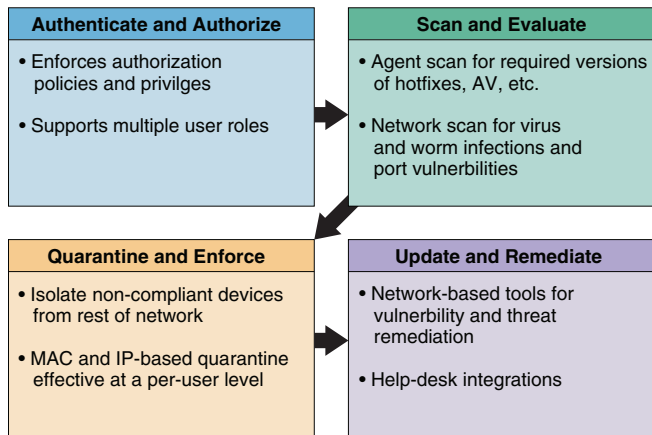 Authenticate and Authorize
• Enforces authorization
policies and privilges
• Supports multiple user roles
Scan and Evaluate
• Agent scan for required versions
of hotfixes, AV, etc.
• Network scan for virus
and worm infections and
port vulnerbilities
Quarantine and Enforce
• Isolate non-compliant devices
from rest of network
• MAC and IP-based quarantine
effective at a per-user level
Update and Remediate
• Network-based tools for
vulnerbility and threat
remediation
• Help-desk integrations